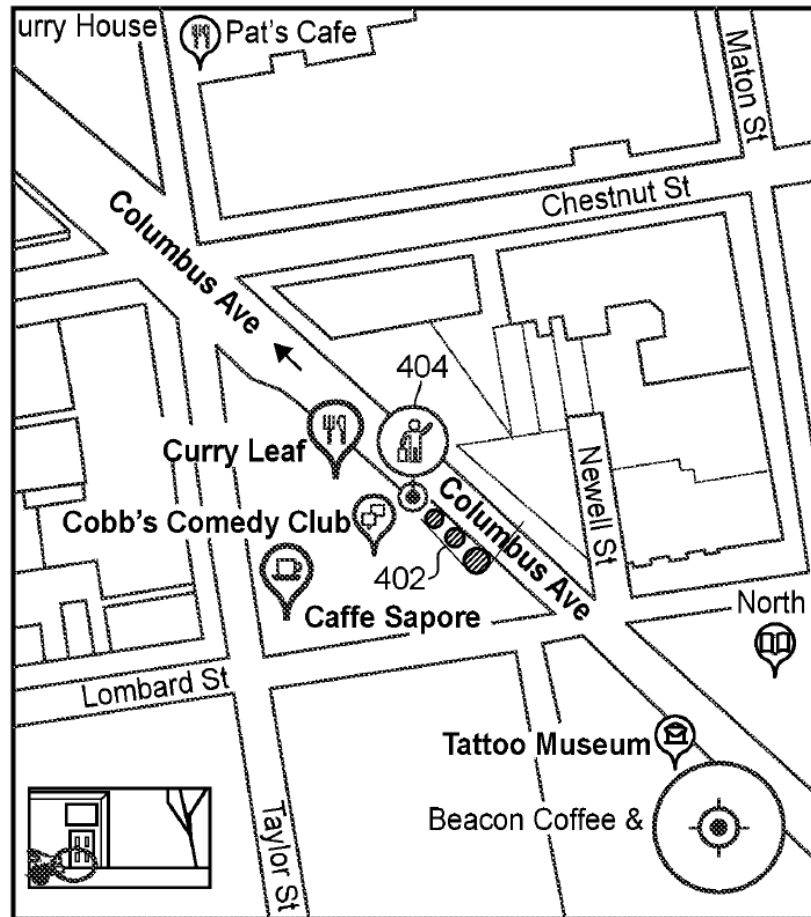 urry House
Pat's Cafe
Maton St
Chestnut St
Columbus Ave
404
Curry Leaf
Newell St
Columbus Ave
Cobb's Comedy Club
402
Caffe Sapore
North
Lombard St
Tattoo Museum
Beacon Coffee &
Taylor St